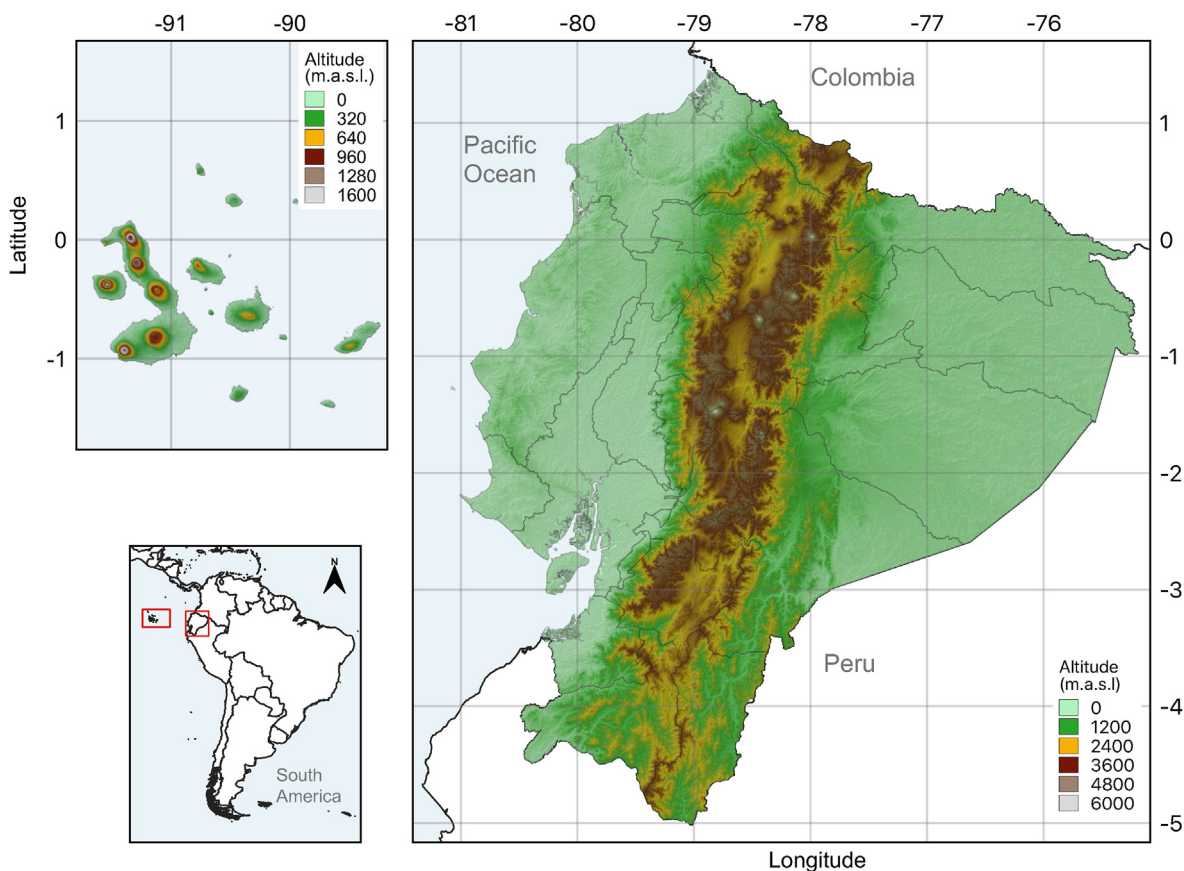 -91 -90
-81 -80 -79 -78 -77 -76
Altitude
(m.a.s.l.)
0
320
640
960
1280
1600
1
0
-1
Latitude
Colombia
Pacific
Ocean
Peru
1
0
-1
-2
-3
-4
-5
Altitude
(m.a.s.l)
0
1200
2400
3600
4800
6000
N
South
America
Longitude